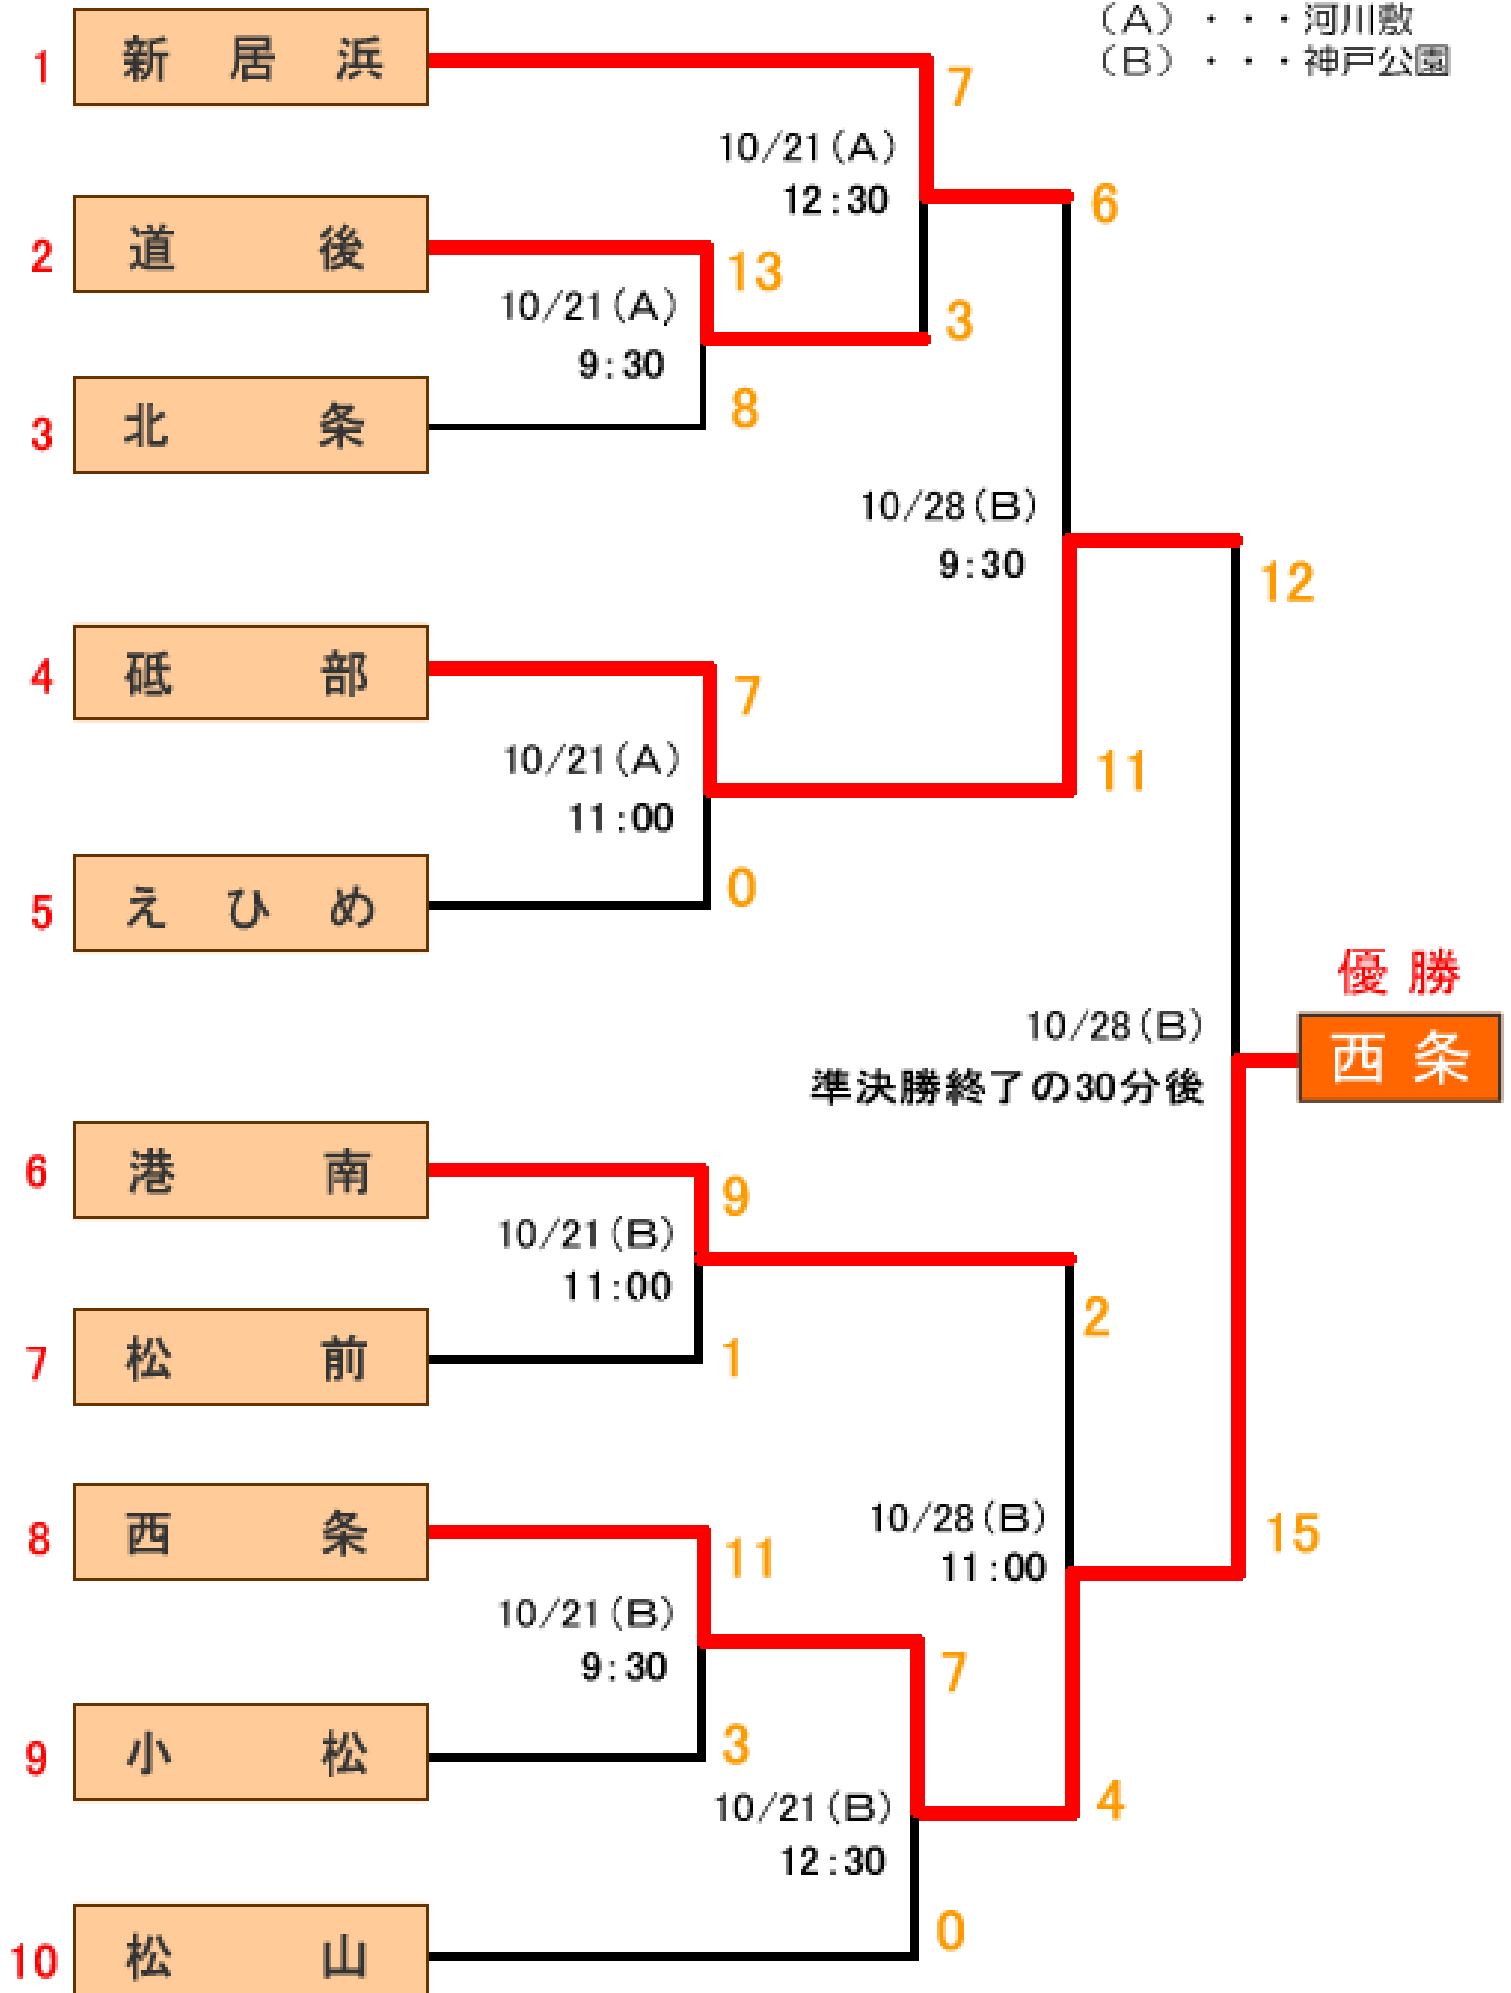 (A)・・・河川敷
(B)・・・神戸公園
1 新居浜
7
10/21(A)
12:30
6
2 道後
13
10/21(A)
9:30
3
3 北条
8
10/28(B)
9:30
12
4 砥部
7
10/21(A)
11:00
11
5 えひめ
0
優勝
西条
10/28(B)
準決勝終了の30分後
6 港南
9
10/21(B)
11:00
2
7 松前
1
8 西条
11
10/28(B)
11:00
15
10/21(B)
9:30
7
9 小松
3
10/21(B)
12:30
4
10 松山
0